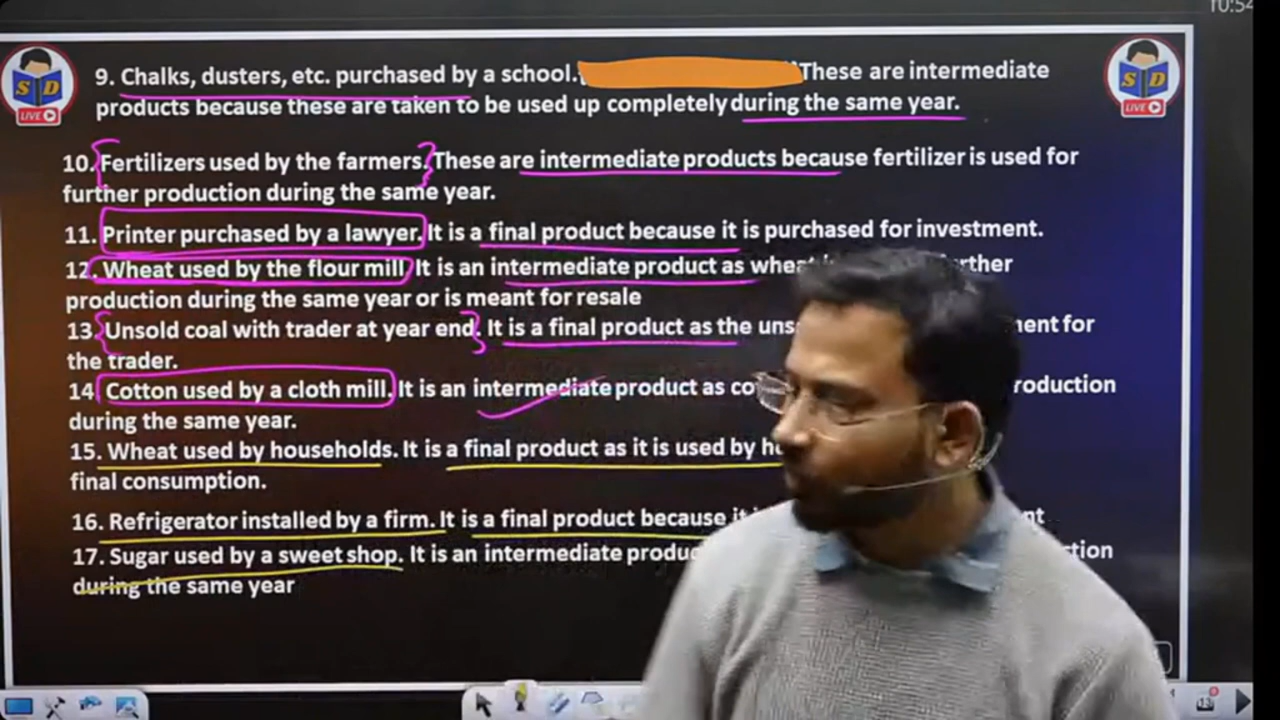 10:54
9. Chalks, dusters, etc. purchased by a school. These are intermediate
products because these are taken to be used up completely during the same year.
10. Fertilizers used by the farmers. These are intermediate products because fertilizer is used for
further production during the same year.
11. Printer purchased by a lawyer. It is a final product because it is purchased for investment.
12. Wheat used by the flour mill It is an intermediate product as
production during the same year or is meant for resale
13. Unsold coal with trader at year end. It is a final product as the for
the trader.
14 Cotton used by a cloth mill. It is an intermediate product as
during the same year.
15. Wheat used by households. It is a final product as it is used by
final consumption.
16. Refrigerator installed by a firm. It is a final product because
17. Sugar used by a sweet shop. It is an intermediate
during the same year
S D
LIVE
S D
LIVE